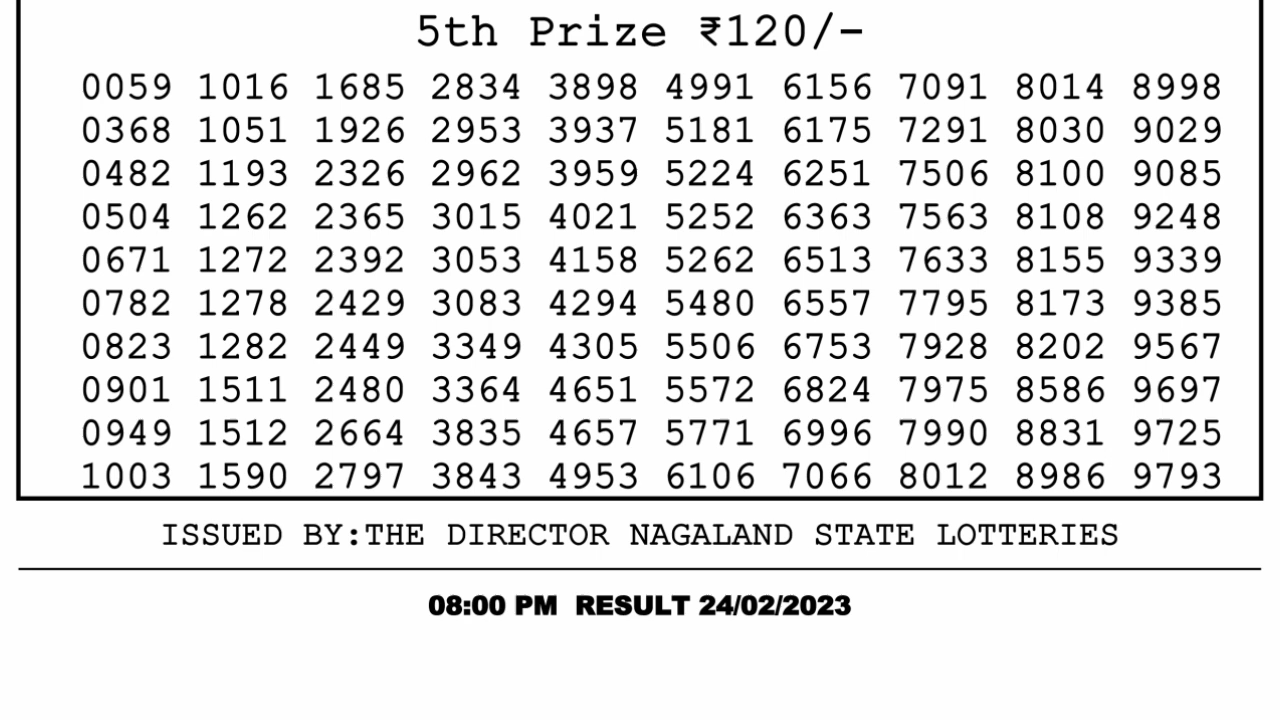 5th Prize ₹120/-
0059 1016 1685 2834 3898 4991 6156 7091 8014 8998
0368 1051 1926 2953 3937 5181 6175 7291 8030 9029
0482 1193 2326 2962 3959 5224 6251 7506 8100 9085
0504 1262 2365 3015 4021 5252 6363 7563 8108 9248
0671 1272 2392 3053 4158 5262 6513 7633 8155 9339
0782 1278 2429 3083 4294 5480 6557 7795 8173 9385
0823 1282 2449 3349 4305 5506 6753 7928 8202 9567
0901 1511 2480 3364 4651 5572 6824 7975 8586 9697
0949 1512 2664 3835 4657 5771 6996 7990 8831 9725
1003 1590 2797 3843 4953 6106 7066 8012 8986 9793
ISSUED BY:THE DIRECTOR NAGALAND STATE LOTTERIES
08:00 PM RESULT 24/02/2023